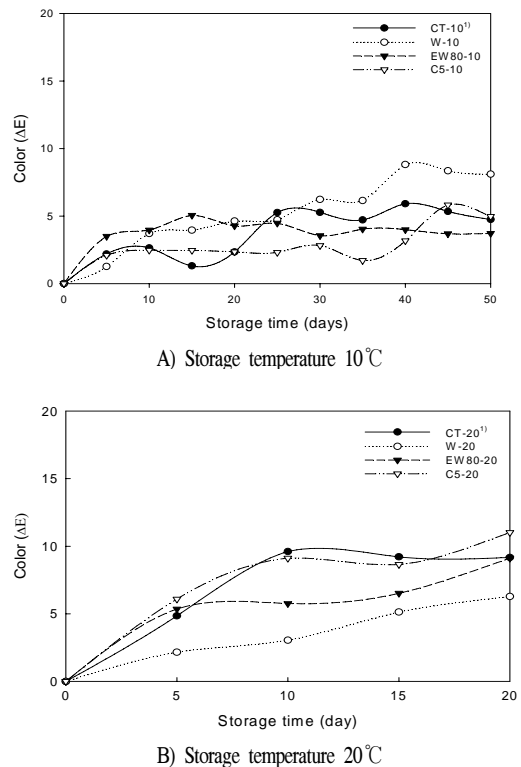 20
15
10
5
0
Color (ΔE)
CT-10¹⁾
W-10
EW80-10
C5-10
0 10 20 30 40 50
Storage time (days)
A) Storage temperature 10℃
20
15
10
5
0
Color (ΔE)
CT-20¹⁾
W-20
EW80-20
C5-20
0 5 10 15 20
Storage time (day)
B) Storage temperature 20℃